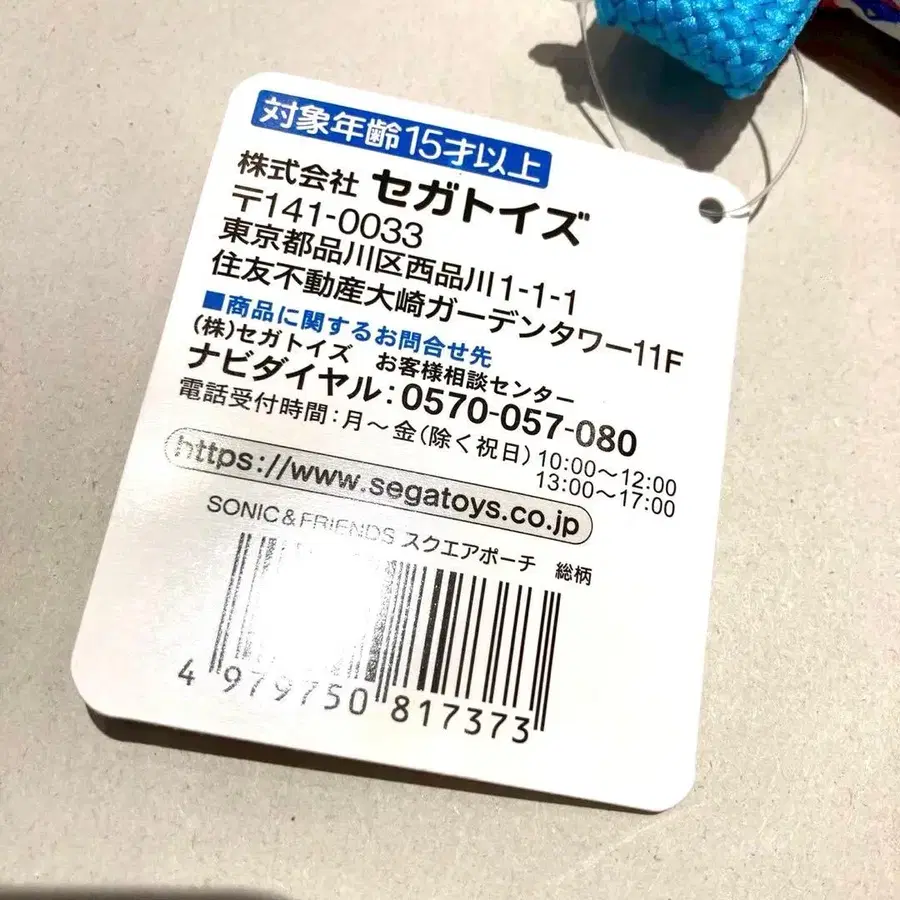 対象年齢15才以上
株式会社 セガトイズ
〒141-0033
東京都品川区西品川1-1-1
住友不動産大崎ガーデンタワー11F
■商品に関するお問合せ先
(株)セガトイズ お客様相談センター
ナビダイヤル:0570-057-080
電話受付時間:月～金(除く祝日)10:00～12:00
13:00～17:00
https://www.segatoys.co.jp
SONIC&FRIENDS スクエアポーチ 総柄
4 979750 817373